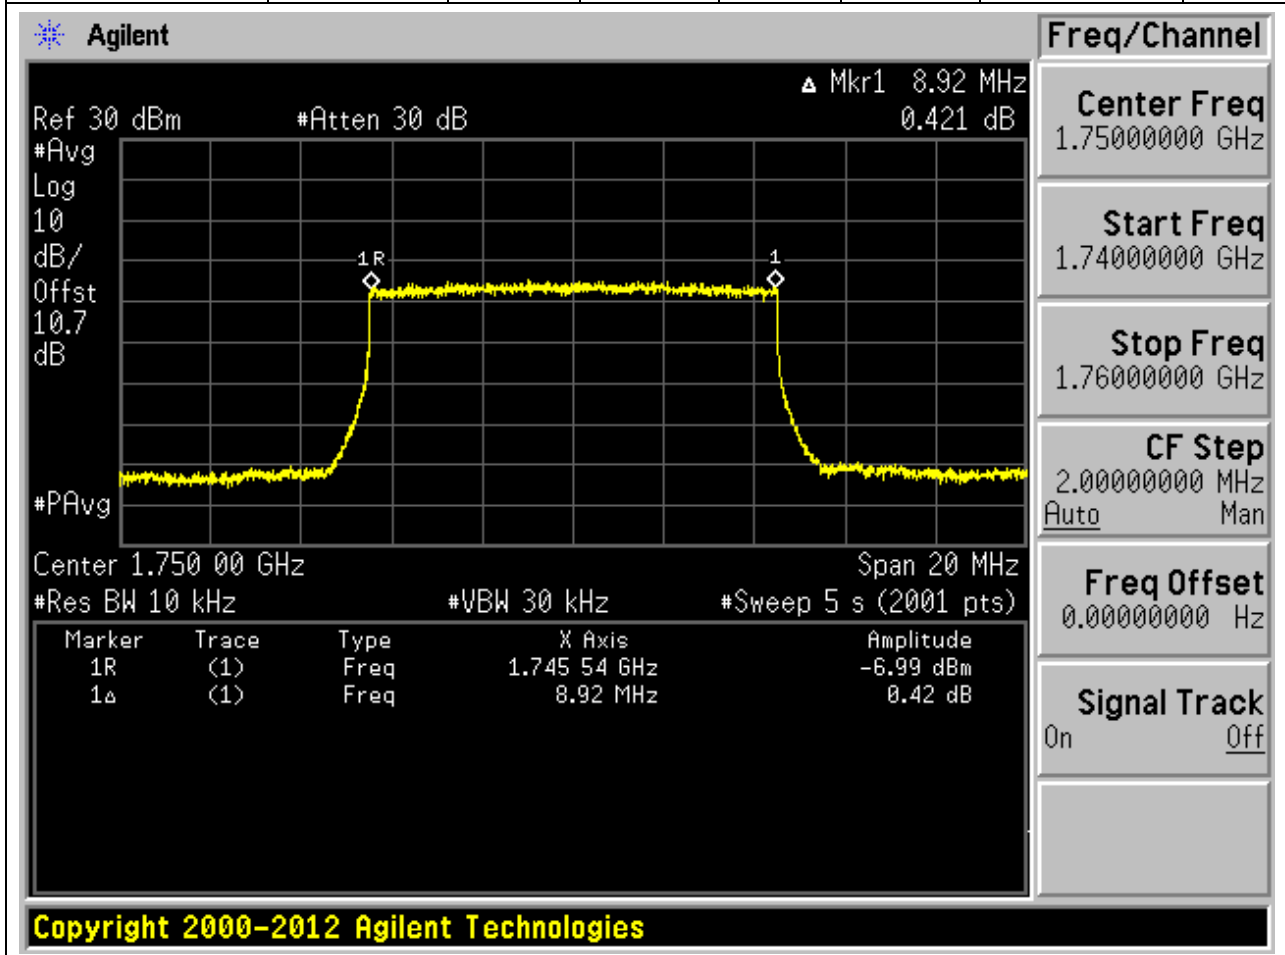 Agilent
Freq/Channel
▵ Mkr1 8.92 MHz
Ref 30 dBm #Atten 30 dB 0.421 dB
#Avg
Log
10
dB/
Offst
10.7
dB
1R
1
#PAvg
Center 1.750 00 GHz Span 20 MHz
#Res BW 10 kHz #VBW 30 kHz #Sweep 5 s (2001 pts)
Marker Trace Type X Axis Amplitude
1R (1) Freq 1.745 54 GHz -6.99 dBm
1▵ (1) Freq 8.92 MHz 0.42 dB
Center Freq
1.75000000 GHz
Start Freq
1.74000000 GHz
Stop Freq
1.76000000 GHz
CF Step
2.00000000 MHz
Auto Man
Freq Offset
0.00000000 Hz
Signal Track
On Off
Copyright 2000-2012 Agilent Technologies